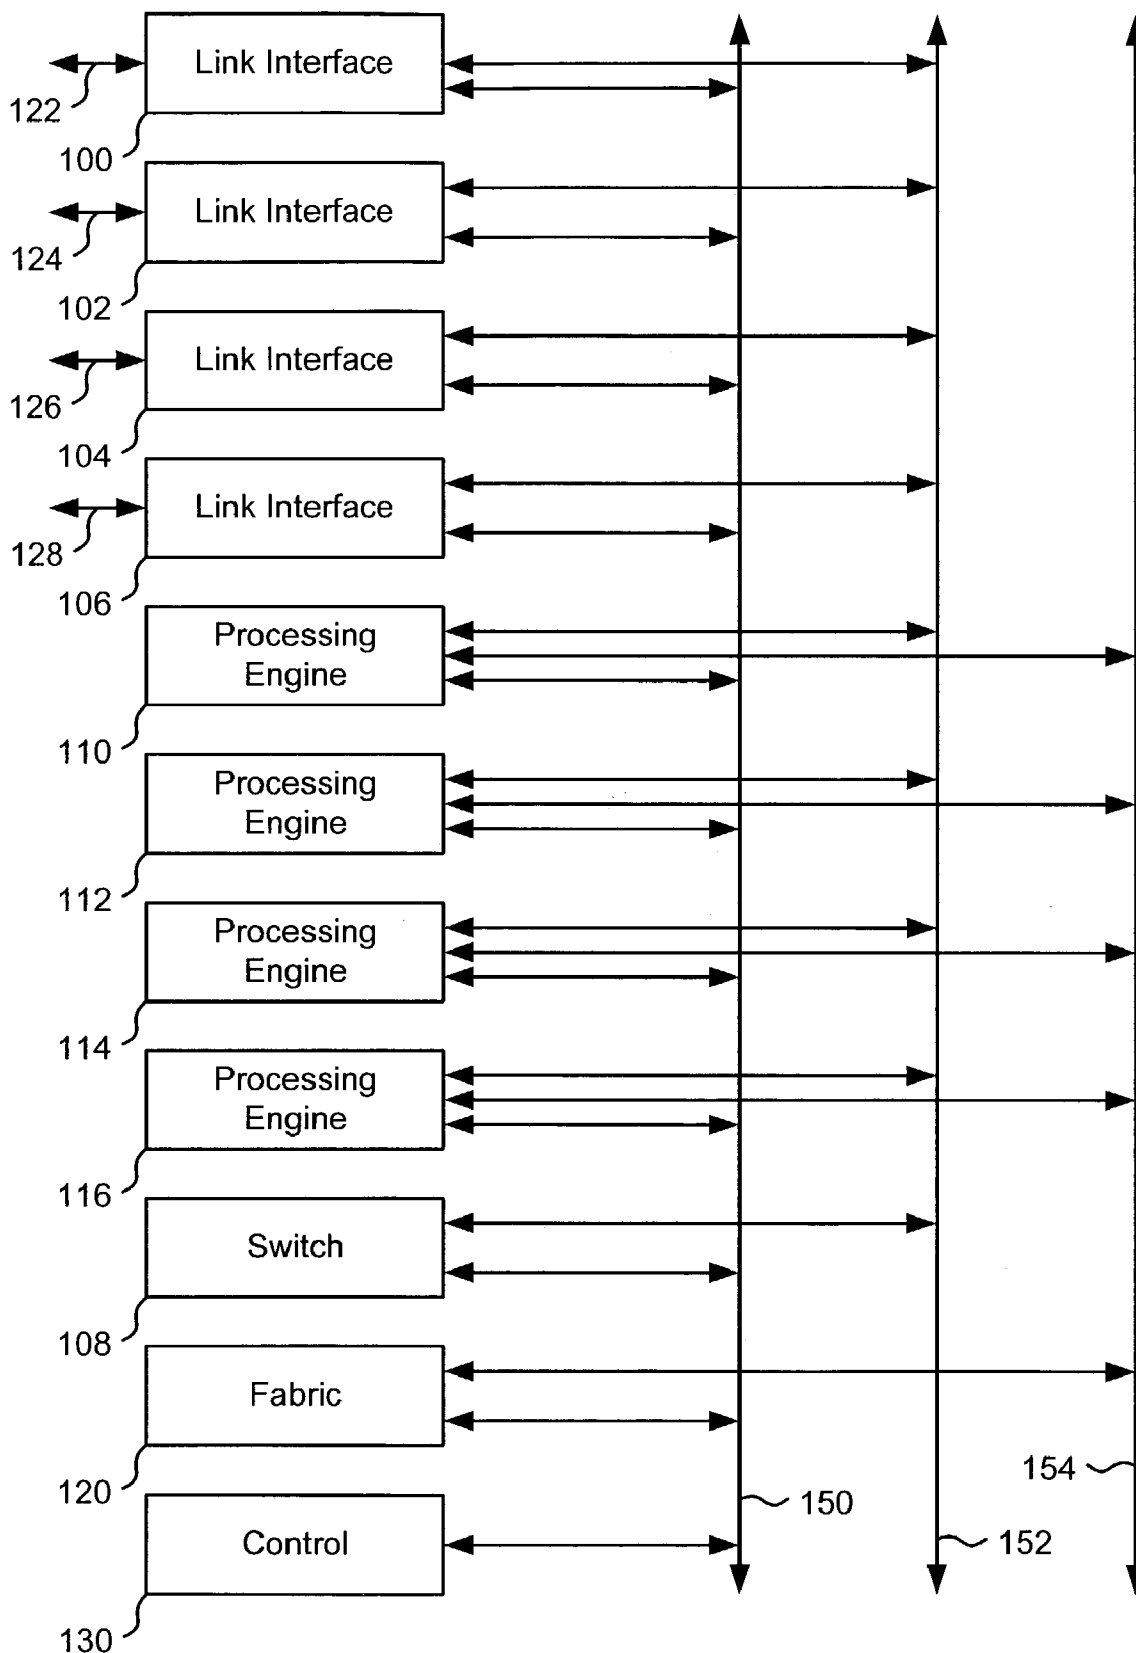 Link Interface
122
100
Link Interface
124
102
Link Interface
126
104
Link Interface
128
106
Processing
Engine
110
Processing
Engine
112
Processing
Engine
114
Processing
Engine
116
Switch
108
Fabric
120
154
150
Control
152
130